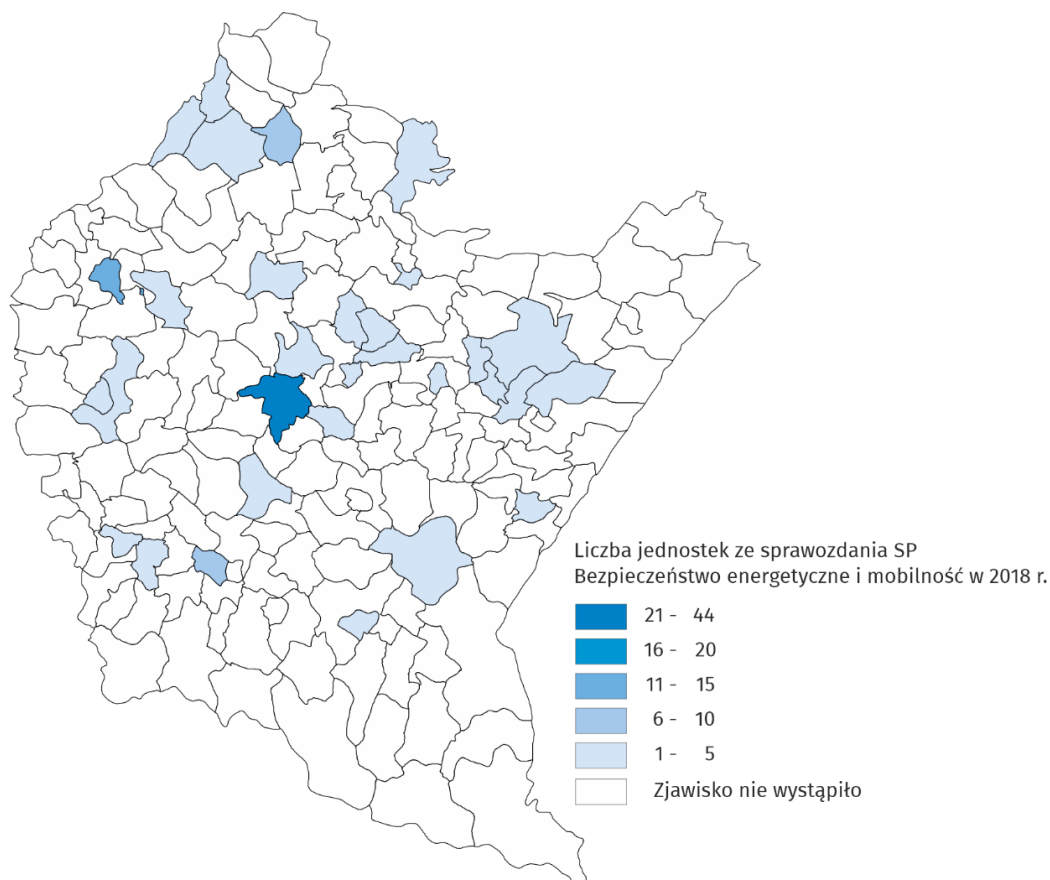 Liczba jednostek ze sprawozdania SP
Bezpieczeństwo energetyczne i mobilność w 2018 r.
21 - 44
16 - 20
11 - 15
6 - 10
1 - 5
Zjawisko nie wystąpiło